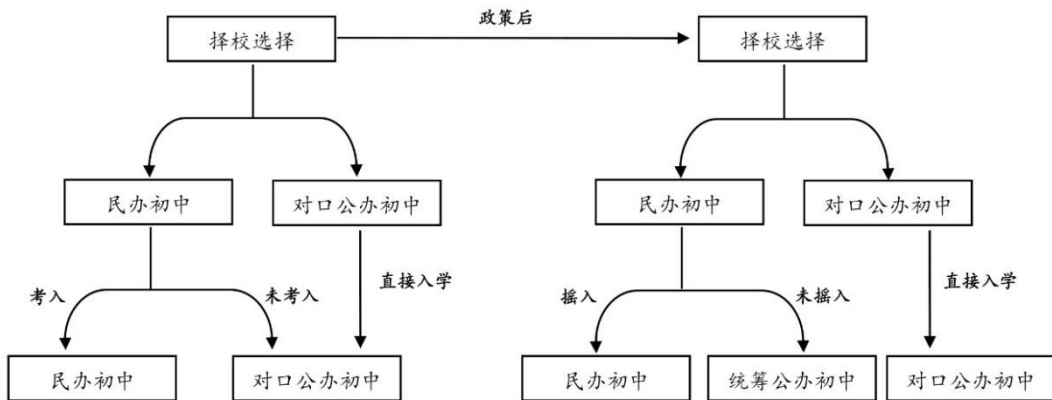 政策后
择校选择
择校选择
民办初中
对口公办初中
民办初中
对口公办初中
考入
未考入
直接入学
摇入
未摇入
直接入学
民办初中
对口公办初中
民办初中
统筹公办初中
对口公办初中